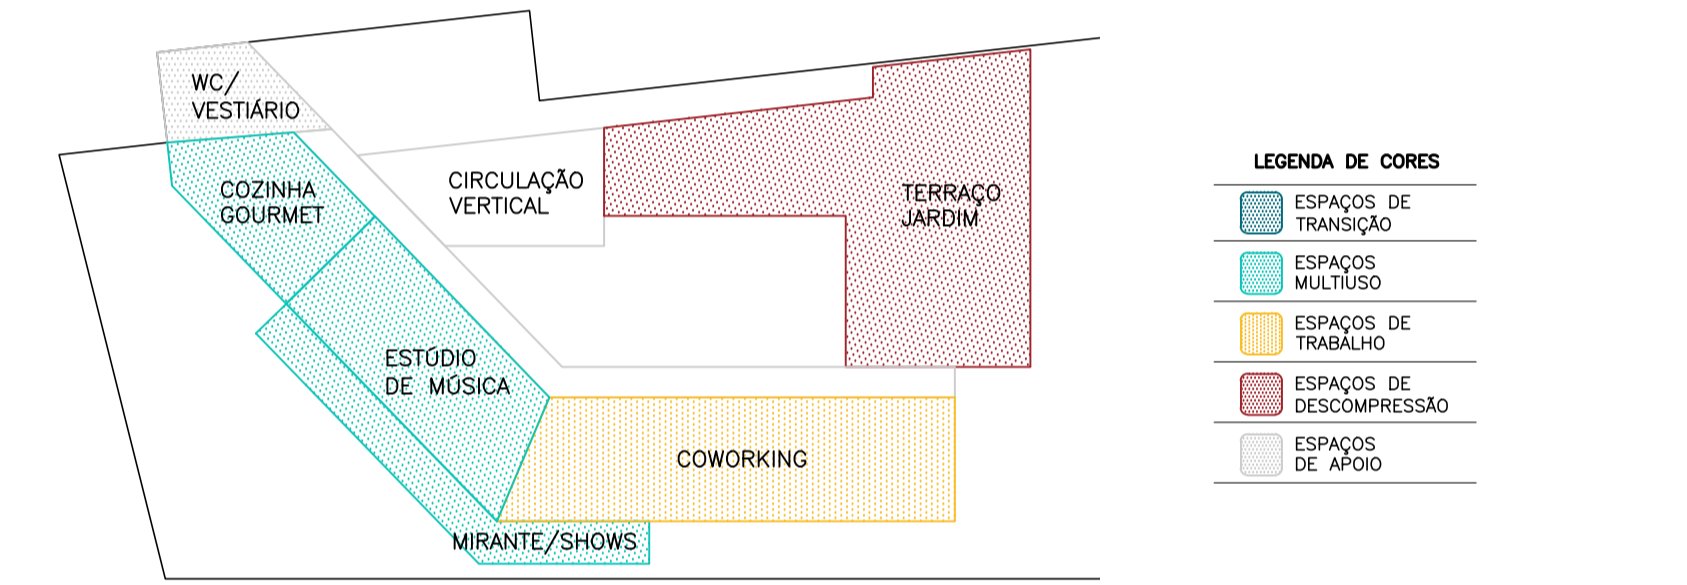 WC/
VESTIÁRIO
COZINHA
GOURMET
CIRCULAÇÃO
VERTICAL
TERRAÇO
JARDIM
ESTÚDIO
DE MÚSICA
COWORKING
MIRANTE/SHOWS
LEGENDA DE CORES
ESPAÇOS DE
TRANSIÇÃO
ESPAÇOS
MULTIUSO
ESPAÇOS DE
TRABALHO
ESPAÇOS DE
DESCOMPRESSÃO
ESPAÇOS
DE APOIO